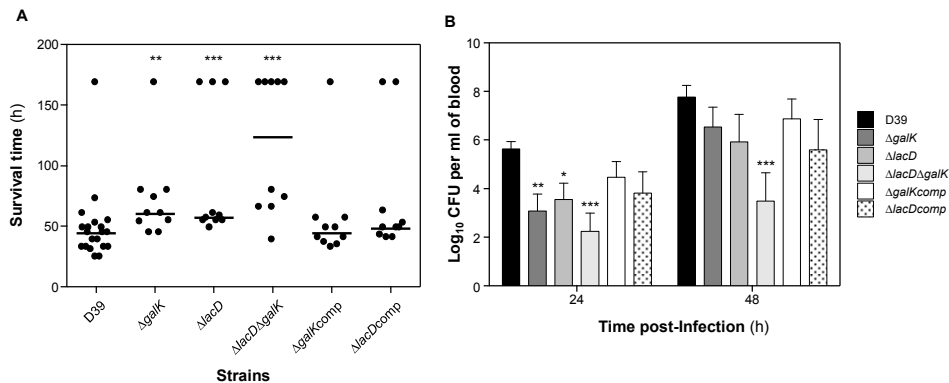 A
Survival time (h)
200
150
100
50
0
** *** ***
D39
ΔgalK
ΔlacD
ΔlacDΔgalK
ΔgalKcomp
ΔlacDcomp
Strains
B
Log10 CFU per ml of blood
10
8
6
4
2
0
**
*
***
***
24 48
Time post-Infection (h)
D39
ΔgalK
ΔlacD
ΔlacDΔgalK
ΔgalKcomp
ΔlacDcomp